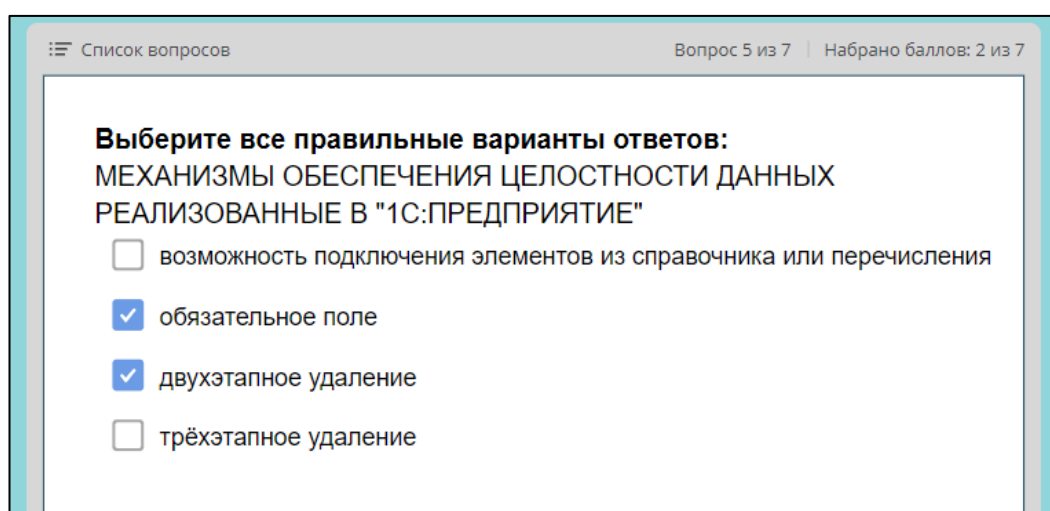 Список вопросов
Вопрос 5 из 7 | Набрано баллов: 2 из 7
Выберите все правильные варианты ответов:
МЕХАНИЗМЫ ОБЕСПЕЧЕНИЯ ЦЕЛОСТНОСТИ ДАННЫХ
РЕАЛИЗОВАННЫЕ В "1С:ПРЕДПРИЯТИЕ"
возможность подключения элементов из справочника или перечисления
обязательное поле
двухэтапное удаление
трёхэтапное удаление